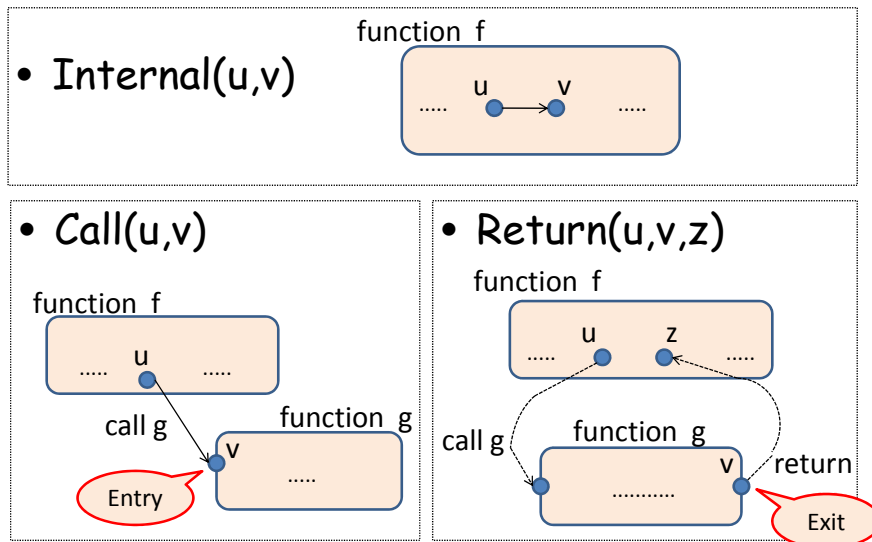 function f
• Internal(u,v)
u v
..... .....
• Call(u,v)
function f
u
..... .....
call g
function g
v
.....
Entry
• Return(u,v,z)
function f
u z
..... .....
call g
function g
v
return
...........
Exit